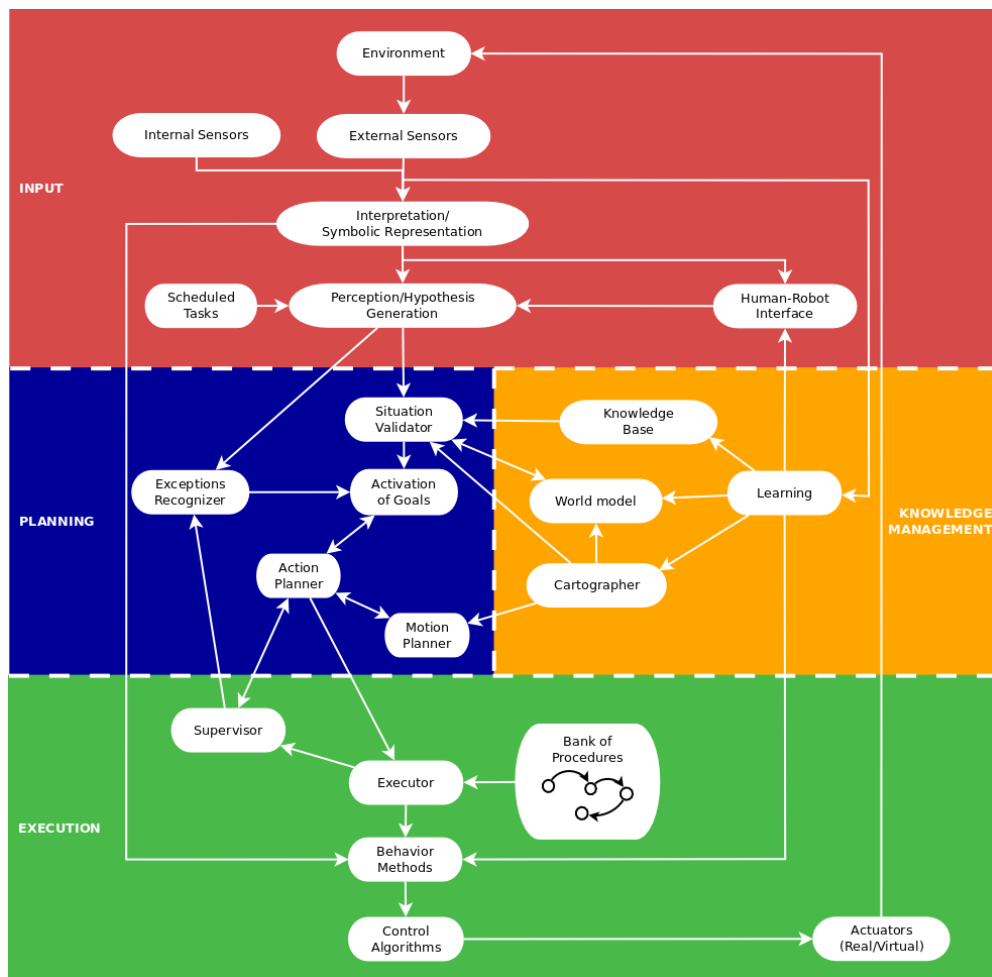 Environment
Internal Sensors
External Sensors
INPUT
Interpretation/
Symbolic Representation
Scheduled
Tasks
Perception/Hypothesis
Generation
Human-Robot
Interface
Situation
Validator
Knowledge
Base
Exceptions
Recognizer
Activation
of Goals
World model
Learning
PLANNING
KNOWLEDGE
MANAGEMENT
Action
Planner
Cartographer
Motion
Planner
Supervisor
Bank of
Procedures
Executor
EXECUTION
Behavior
Methods
Control
Algorithms
Actuators
(Real/Virtual)